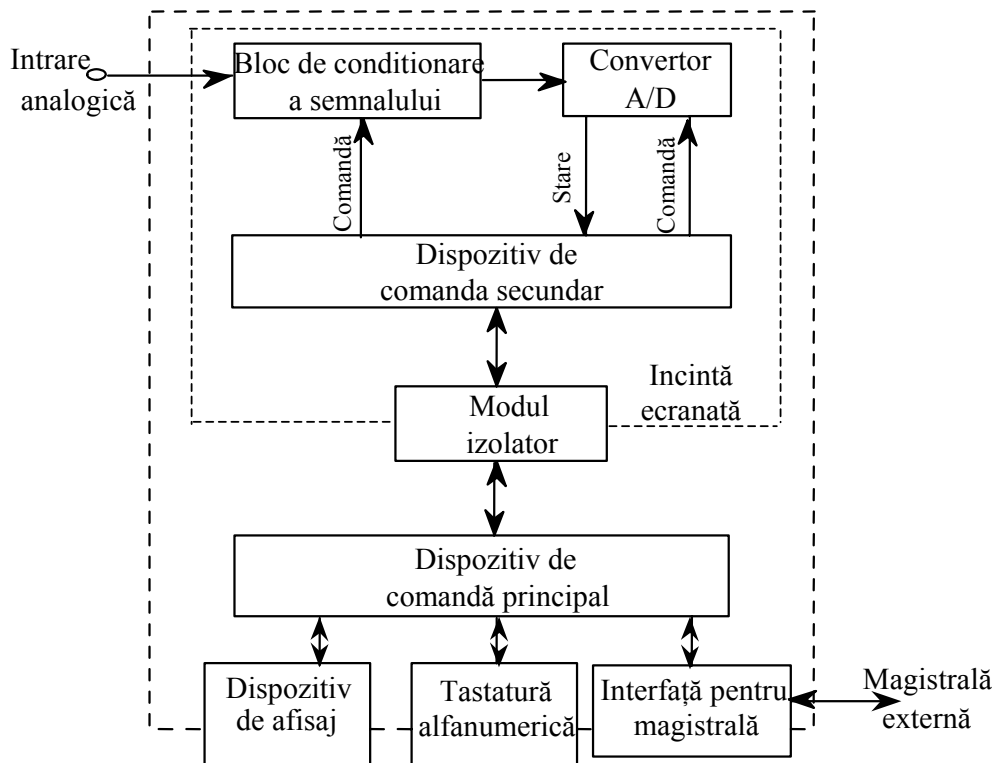 Intrare
analogică
Bloc de conditionare
a semnalului
Convertor
A/D
Comandă
Stare
Comandă
Dispozitiv de
comanda secundar
Incintă
ecranată
Modul
izolator
Dispozitiv de
comandă principal
Dispozitiv
de afisaj
Tastatură
alfanumerică
Interfață pentru
magistrală
Magistrală
externă